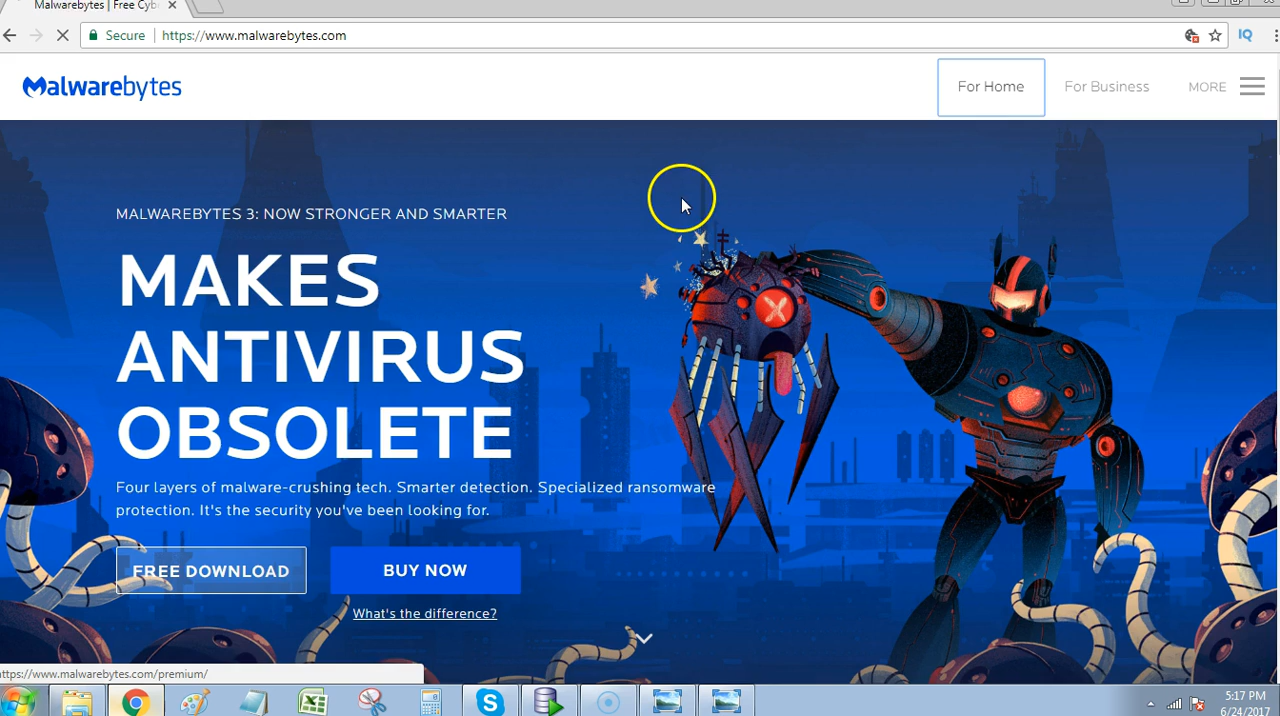 Malwarebytes | Free Cyb
Secure
https://www.malwarebytes.com
IQ
Malwarebytes
For Home
For Business
MORE
MALWAREBYTES 3: NOW STRONGER AND SMARTER
MAKES
ANTIVIRUS
OBSOLETE
Four layers of malware-crushing tech. Smarter detection. Specialized ransomware
protection. It's the security you've been looking for.
FREE DOWNLOAD
BUY NOW
What's the difference?
https://www.malwarebytes.com/premium/
5:17 PM
6/24/2017